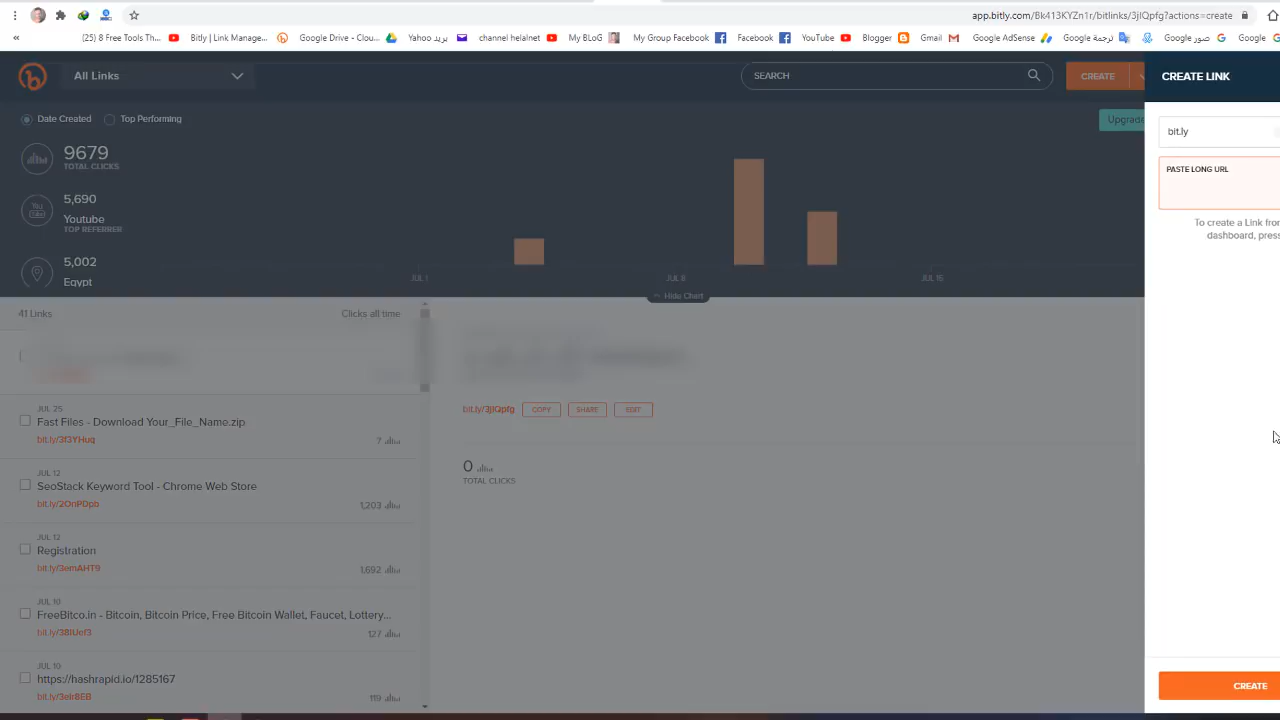 app.bitly.com/Bk413KYZn1r/bitlinks/3jIQpfg?actions=create
« (25) 8 Free Tools Th... Bitly | Link Manage... Google Drive - Clou... بريد Yahoo channel helalnet My BLoG My Group Facebook Facebook YouTube Blogger Gmail Google AdSense ترجمة Google صور Google Google
All Links
SEARCH
CREATE
CREATE LINK
Date Created
Top Performing
Upgrade
bit.ly
9679
TOTAL CLICKS
PASTE LONG URL
5,690
Youtube
TOP REFERRER
To create a Link from
dashboard, press
5,002
Egypt
JUL 1
JUL 8
JUL 15
Hide Chart
41 Links
Clicks all time
bit.ly/3jIQpfg
COPY
SHARE
EDIT
0
TOTAL CLICKS
JUL 25
Fast Files - Download Your_File_Name.zip
bit.ly/3f3YHuq
7
JUL 12
SeoStack Keyword Tool - Chrome Web Store
bit.ly/2OnPDpb
1,203
JUL 12
Registration
bit.ly/3emAHT9
1,692
JUL 10
FreeBitco.in - Bitcoin, Bitcoin Price, Free Bitcoin Wallet, Faucet, Lottery...
127
JUL 10
https://hashrapid.io/1285167
bit.ly/3eIr8EB
119
CREATE